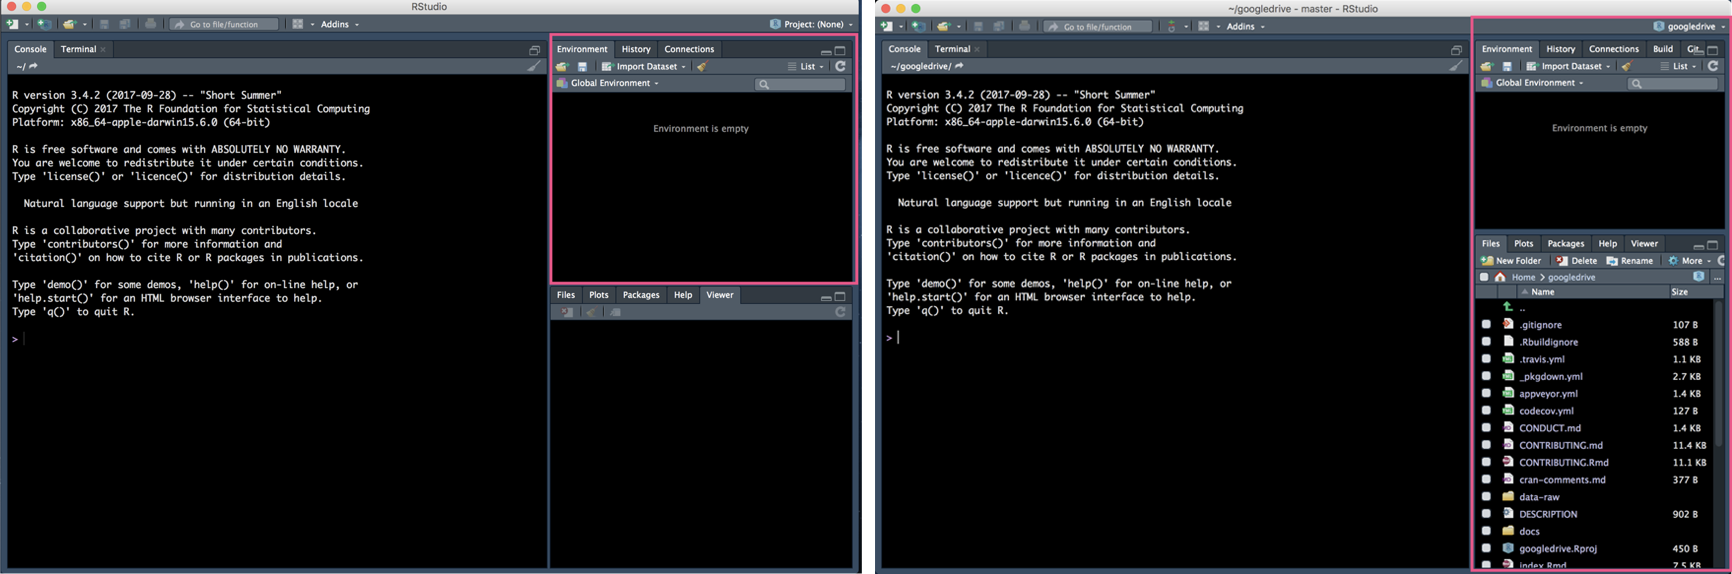 RStudio
Go to file/function
Addins
Project: (None)
Console Terminal
~/
R version 3.4.2 (2017-09-28) -- "Short Summer"
Copyright (C) 2017 The R Foundation for Statistical Computing
Platform: x86_64-apple-darwin15.6.0 (64-bit)
R is free software and comes with ABSOLUTELY NO WARRANTY.
You are welcome to redistribute it under certain conditions.
Type 'license()' or 'licence()' for distribution details.
Natural language support but running in an English locale
R is a collaborative project with many contributors.
Type 'contributors()' for more information and
'citation()' on how to cite R or R packages in publications.
Type 'demo()' for some demos, 'help()' for on-line help, or
'help.start()' for an HTML browser interface to help.
Type 'q()' to quit R.
>
Environment History Connections
Import Dataset List
Global Environment
Environment is empty
Files Plots Packages Help Viewer
~/googledrive - master - RStudio
Go to file/function
Addins
googledrive
Console Terminal
~/googledrive/
R version 3.4.2 (2017-09-28) -- "Short Summer"
Copyright (C) 2017 The R Foundation for Statistical Computing
Platform: x86_64-apple-darwin15.6.0 (64-bit)
R is free software and comes with ABSOLUTELY NO WARRANTY.
You are welcome to redistribute it under certain conditions.
Type 'license()' or 'licence()' for distribution details.
Natural language support but running in an English locale
R is a collaborative project with many contributors.
Type 'contributors()' for more information and
'citation()' on how to cite R or R packages in publications.
Type 'demo()' for some demos, 'help()' for on-line help, or
'help.start()' for an HTML browser interface to help.
Type 'q()' to quit R.
>
Environment History Connections Build Git
Import Dataset List
Global Environment
Environment is empty
Files Plots Packages Help Viewer
New Folder Delete Rename More
Home googledrive ...
Name Size
..
.gitignore 107 B
.Rbuildignore 588 B
.travis.yml 1.1 KB
_pkgdown.yml 2.7 KB
appveyor.yml 1.4 KB
codecov.yml 127 B
CONDUCT.md 1.4 KB
CONTRIBUTING.md 11.4 KB
CONTRIBUTING.Rmd 11.1 KB
cran-comments.md 377 B
data-raw
DESCRIPTION 902 B
docs
googledrive.Rproj 450 B
index.Rmd 7.5 KB